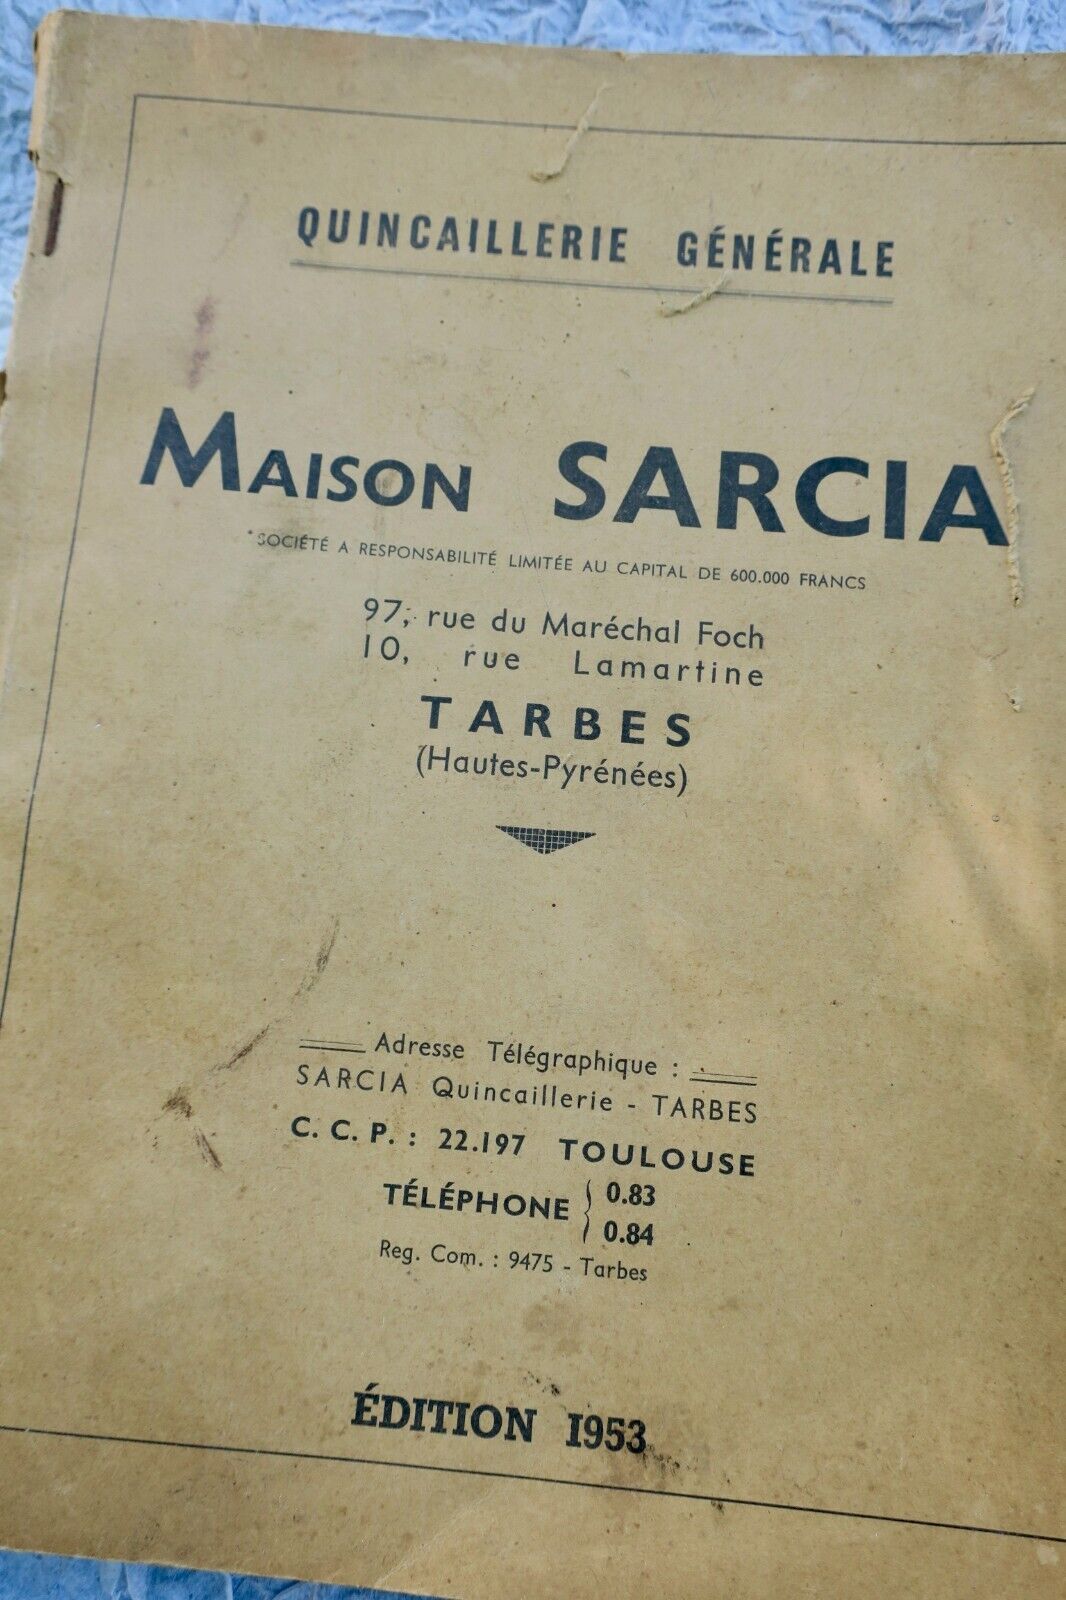 QUINCAILLERIE GÉNÉRALE
MAISON SARCIA
SOCIÉTÉ A RESPONSABILITÉ LIMITÉE AU CAPITAL DE 600.000 FRANCS
97, rue du Maréchal Foch
10, rue Lamartine
TARBES
(Hautes-Pyrénées)
Adresse Télégraphique :
SARCIA Quincaillerie - TARBES
C. C. P. : 22.197 TOULOUSE
TÉLÉPHONE { 0.83
0.84
Reg. Com. : 9475 - Tarbes
ÉDITION 1953